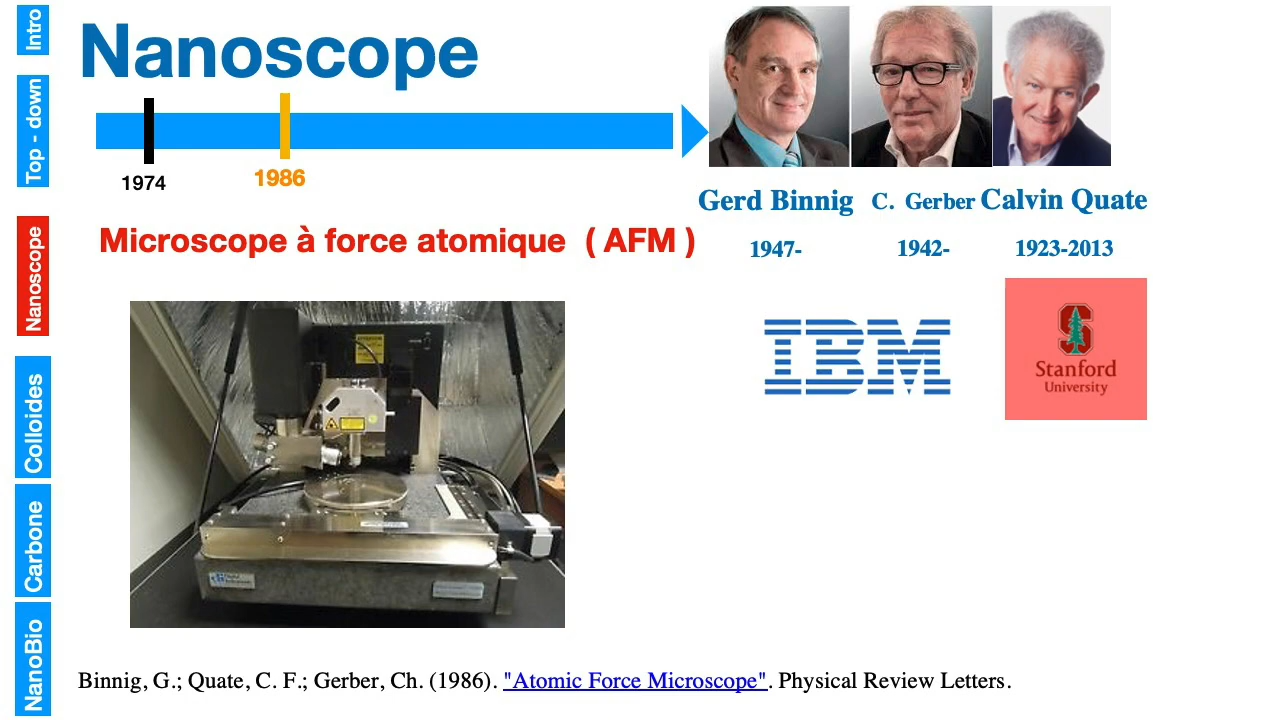 Intro
Top - down
Nanoscope
Colloides
Carbone
NanoBio
Nanoscope
1974
1986
Microscope à force atomique ( AFM )
Gerd Binnig
C. Gerber
Calvin Quate
1947-
1942-
1923-2013
IBM
Stanford
University
Binnig, G.; Quate, C. F.; Gerber, Ch. (1986). "Atomic Force Microscope". Physical Review Letters.